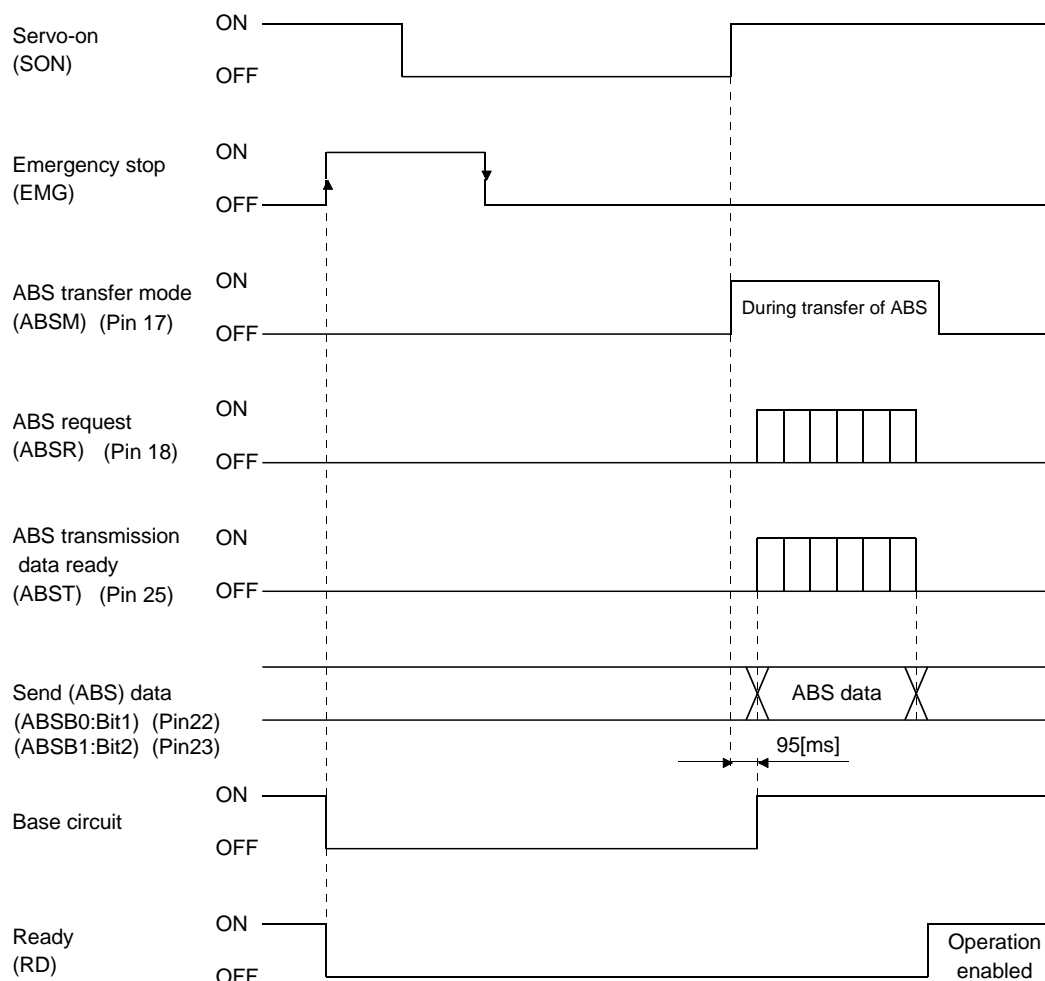 Servo-on
(SON)
ON
OFF
Emergency stop
(EMG)
ON
OFF
ABS transfer mode
(ABSM) (Pin 17)
ON
OFF
During transfer of ABS
ABS request
(ABSR) (Pin 18)
ON
OFF
ABS transmission
data ready
(ABST) (Pin 25)
ON
OFF
Send (ABS) data
(ABSB0:Bit1) (Pin22)
(ABSB1:Bit2) (Pin23)
ABS data
95[ms]
Base circuit
ON
OFF
Ready
(RD)
ON
OFF
Operation
enabled